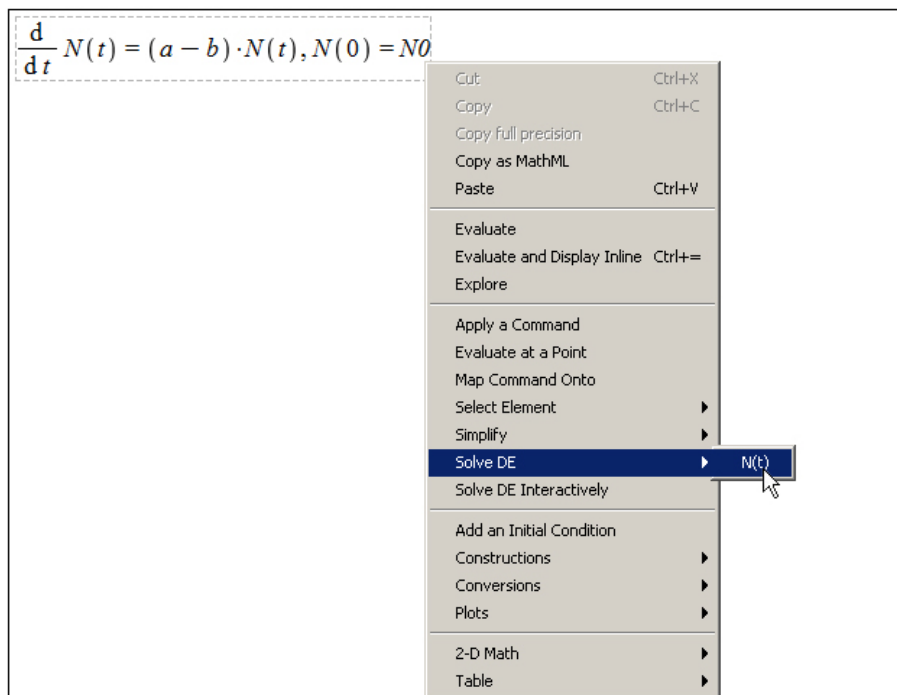 d/dt N(t) = (a − b)·N(t), N(0) = N0
Cut Ctrl+X
Copy Ctrl+C
Copy full precision
Copy as MathML
Paste Ctrl+V
Evaluate
Evaluate and Display Inline Ctrl+=
Explore
Apply a Command
Evaluate at a Point
Map Command Onto
Select Element
Simplify
Solve DE N(t)
Solve DE Interactively
Add an Initial Condition
Constructions
Conversions
Plots
2-D Math
Table